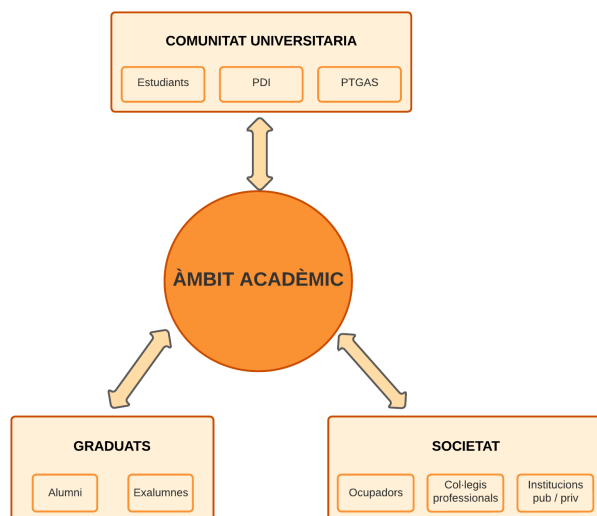 COMUNITAT UNIVERSITARIA
Estudiants
PDI
PTGAS
ÀMBIT ACADÈMIC
GRADUATS
Alumni
Exalumnes
SOCIETAT
Ocupadors
Col·legis
professionals
Institucions
pub / priv